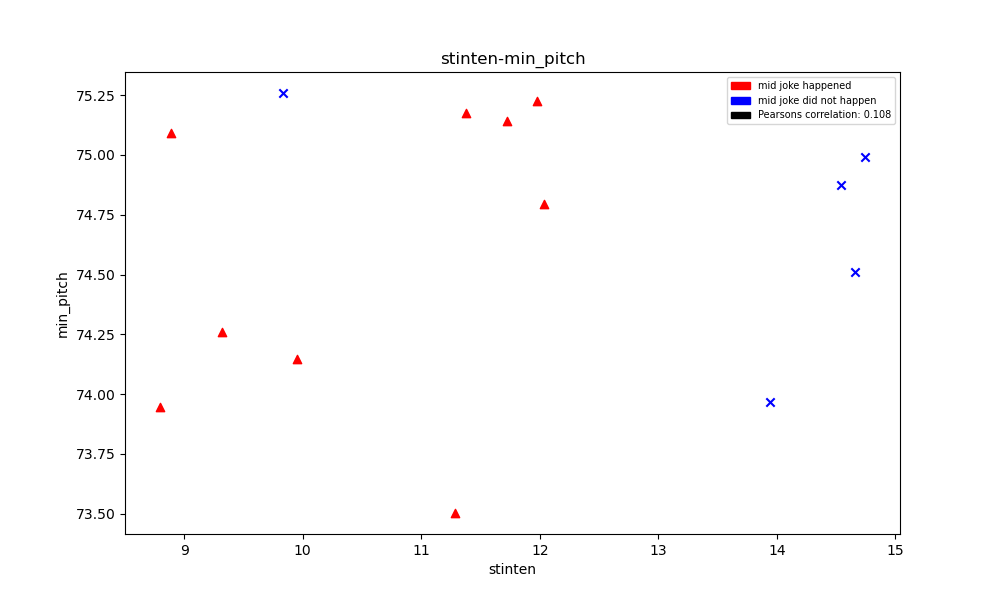 stinten-min_pitch
mid joke happened
mid joke did not happen
Pearsons correlation: 0.108
75.25
75.00
74.75
74.50
74.25
74.00
73.75
73.50
min_pitch
9 10 11 12 13 14 15
stinten